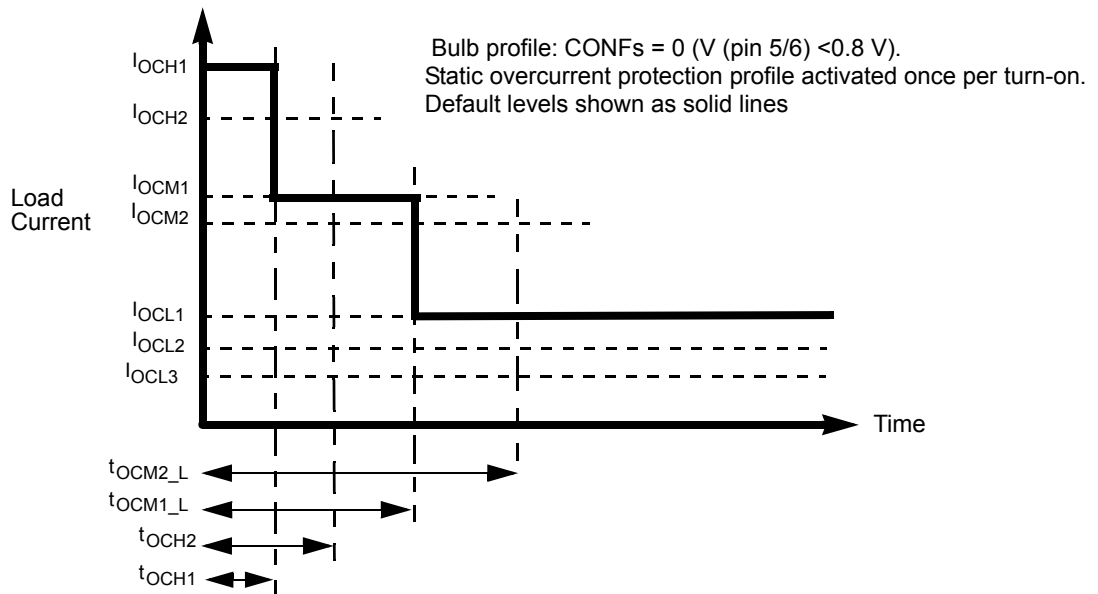 Bulb profile: CONFs = 0 (V (pin 5/6) <0.8 V).
Static overcurrent protection profile activated once per turn-on.
Default levels shown as solid lines
IOCH1
IOCH2
IOCM1
Load
Current
IOCM2
IOCL1
IOCL2
IOCL3
Time
tOCM2_L
tOCM1_L
tOCH2
tOCH1